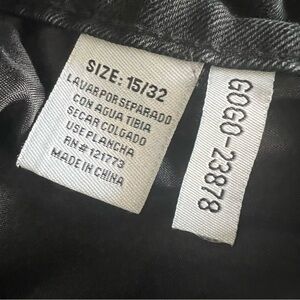 SIZE: 15/32
LAVAR POR SEPARADO
CON AGUA TIBIA
SECAR COLGADO
USE PLANCHA
RN # 121773
MADE IN CHINA
GOGO-23878